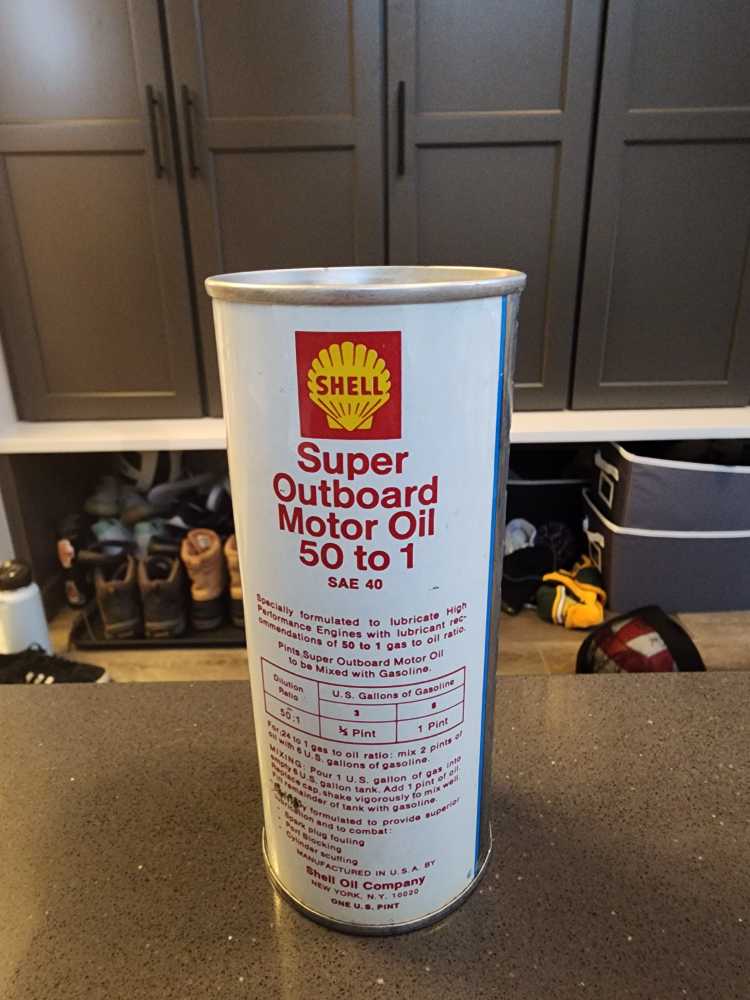 SHELL
Super
Outboard
Motor Oil
50 to 1
SAE 40
Specially formulated to lubricate High
Performance Engines with lubricant rec-
ommendations of 50 to 1 gas to oil ratio.
Pints Super Outboard Motor Oil
to be Mixed with Gasoline.
Dilution Ratio U.S. Gallons of Gasoline
3 6
50:1 ½ Pint 1 Pint
For 24 to 1 gas to oil ratio: mix 2 pints of
oil with 6 U.S. gallons of gasoline.
MIXING: Pour 1 U.S. gallon of gas into
empty 6 U.S. gallon tank. Add 1 pint of oil.
Replace cap, shake vigorously to mix well.
Fill remainder of tank with gasoline.
formulated to provide superior
and to combat:
- Spark plug fouling
- Port Blocking
- Cylinder scuffing
MANUFACTURED IN U.S.A. BY
Shell Oil Company
NEW YORK, N.Y. 10020
ONE U.S. PINT